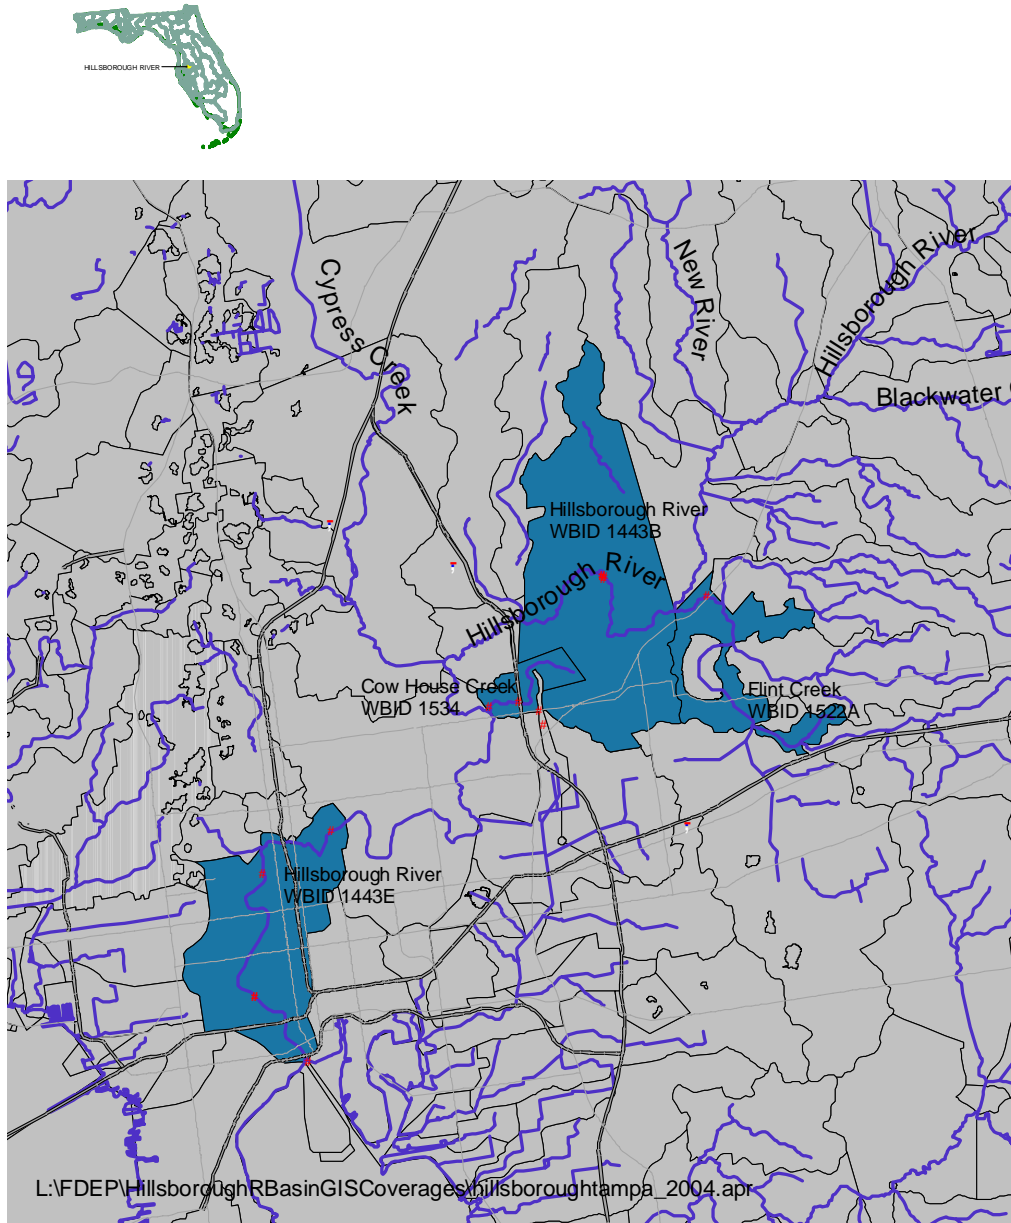 HILLSBOROUGH RIVER
Cypress Creek
New River
Hillsborough River
Blackwater
Hillsborough River
WBID 1443B
Hillsborough River
Cow House Creek
WBID 1534
Flint Creek
WBID 1522A
Hillsborough River
WBID 1443E
L:\FDEP\HillsboroughRBasinGISCoverages\hillsboroughtampa_2004.apr